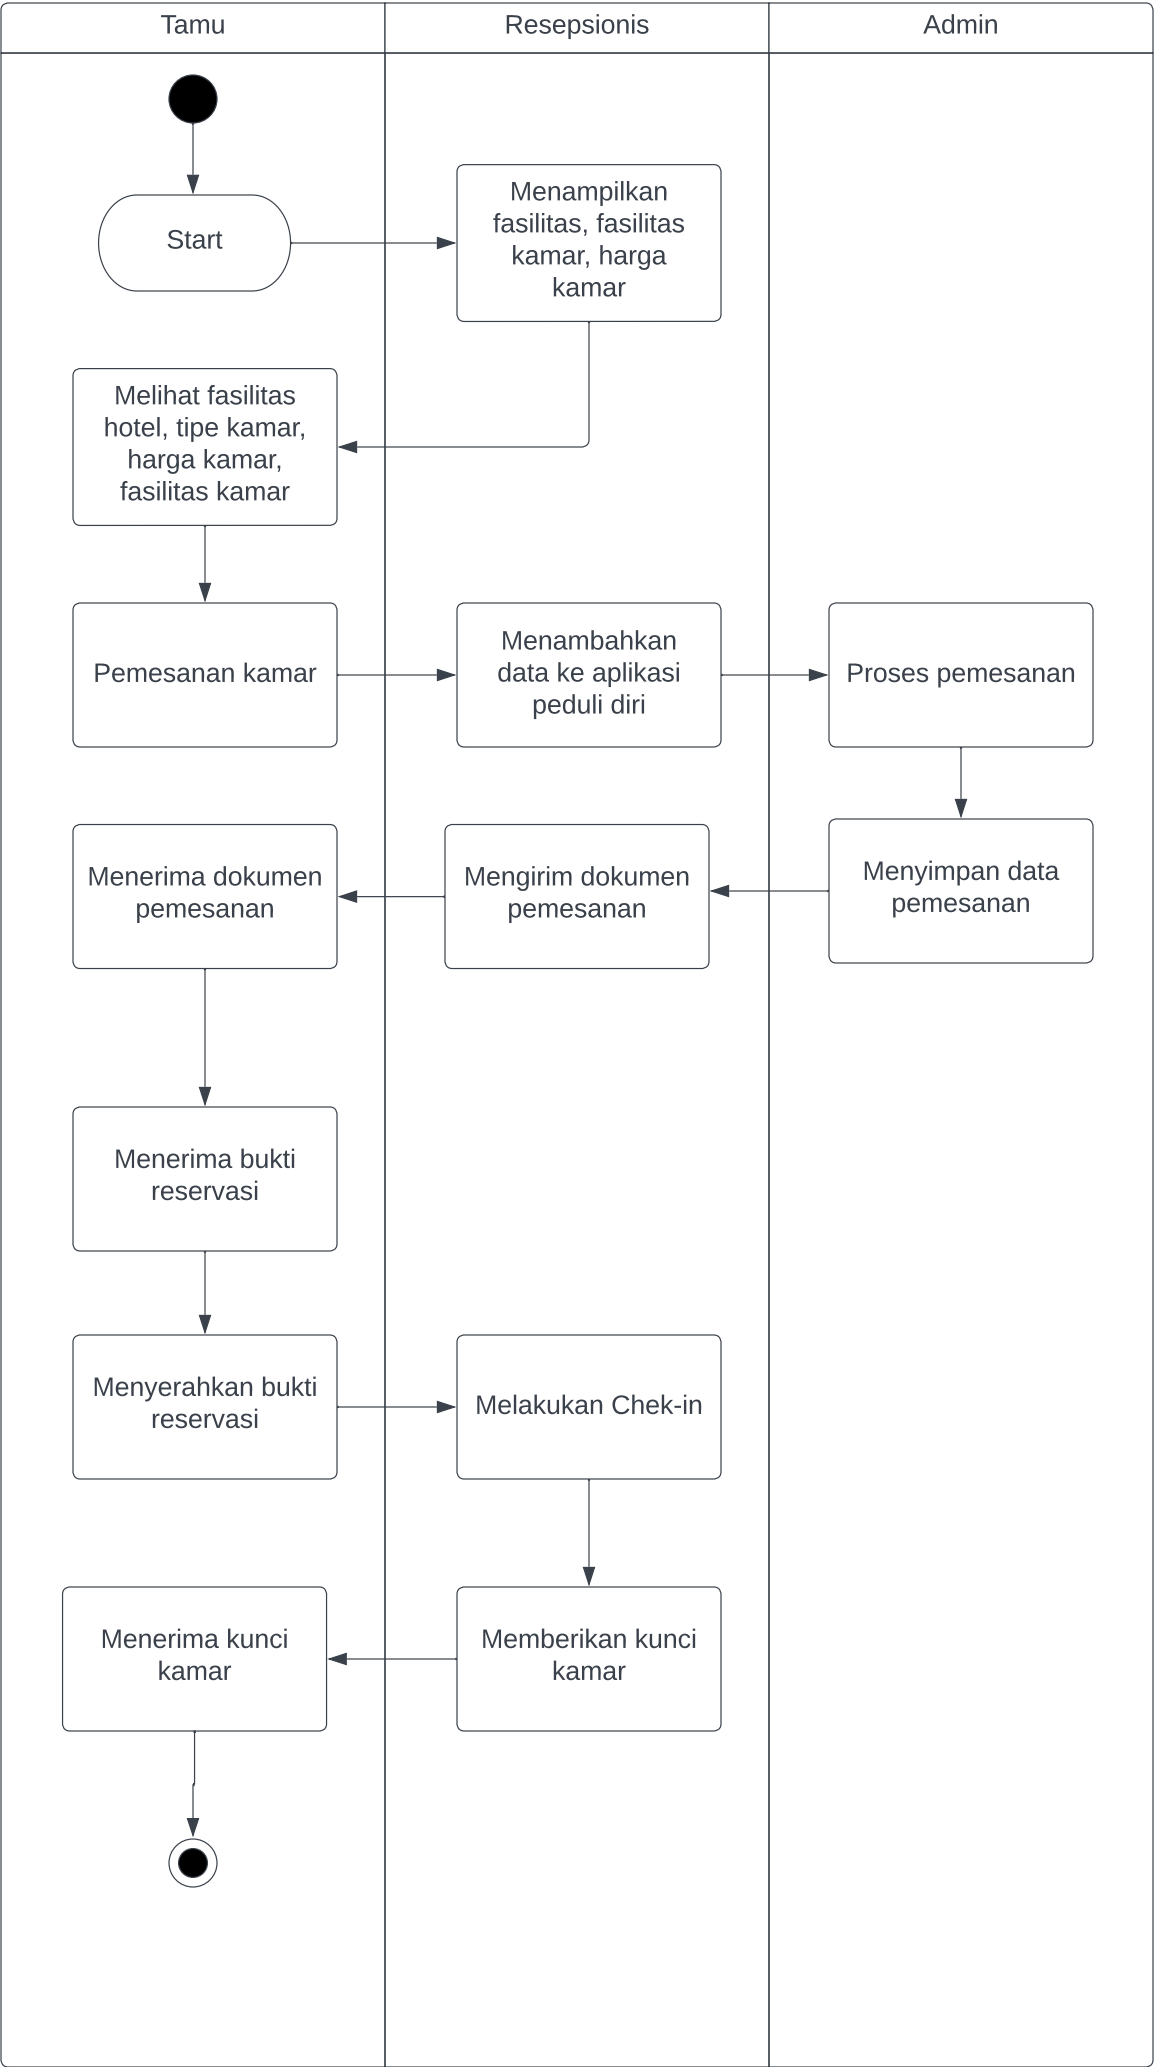 Tamu
Resepsionis
Admin
Start
Menampilkan
fasilitas, fasilitas
kamar, harga
kamar
Melihat fasilitas
hotel, tipe kamar,
harga kamar,
fasilitas kamar
Pemesanan kamar
Menambahkan
data ke aplikasi
peduli diri
Proses pemesanan
Menerima dokumen
pemesanan
Mengirim dokumen
pemesanan
Menyimpan data
pemesanan
Menerima bukti
reservasi
Menyerahkan bukti
reservasi
Melakukan Chek-in
Menerima kunci
kamar
Memberikan kunci
kamar